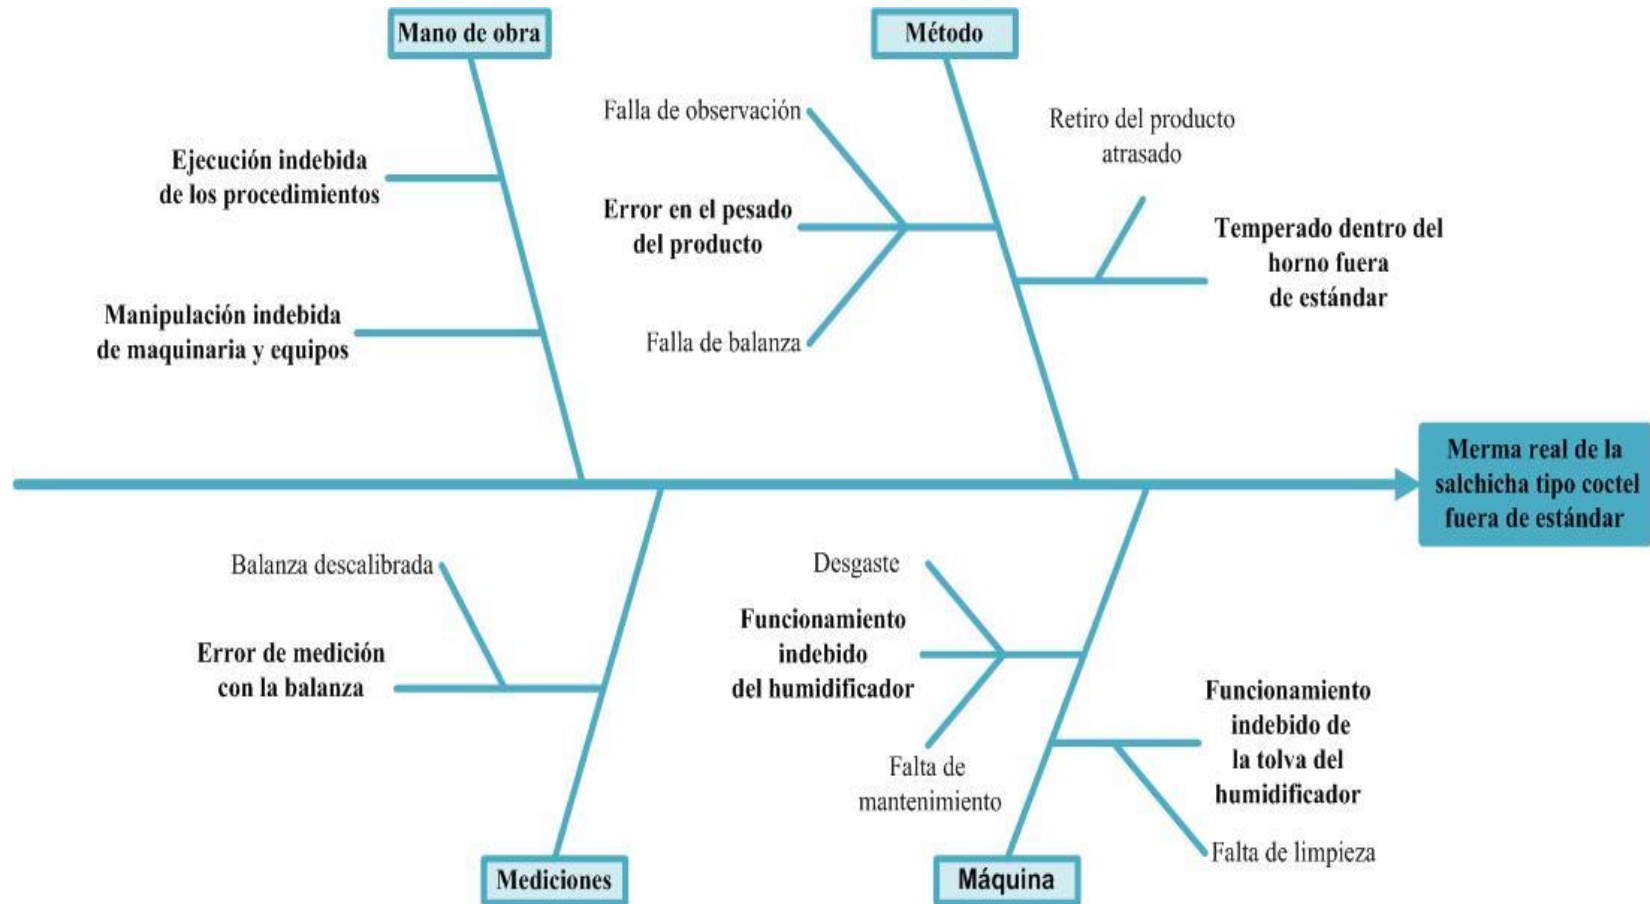 Mano de obra
Método
Falla de observación
Retiro del producto
atrasado
Ejecución indebida
de los procedimientos
Error en el pesado
del producto
Temperado dentro del
horno fuera
de estándar
Manipulación indebida
de maquinaria y equipos
Falla de balanza
Merma real de la
salchicha tipo coctel
fuera de estándar
Balanza descalibrada
Desgaste
Error de medición
con la balanza
Funcionamiento
indebido
del humidificador
Funcionamiento
indebido de
la tolva del
humidificador
Falta de
mantenimiento
Falta de limpieza
Mediciones
Máquina